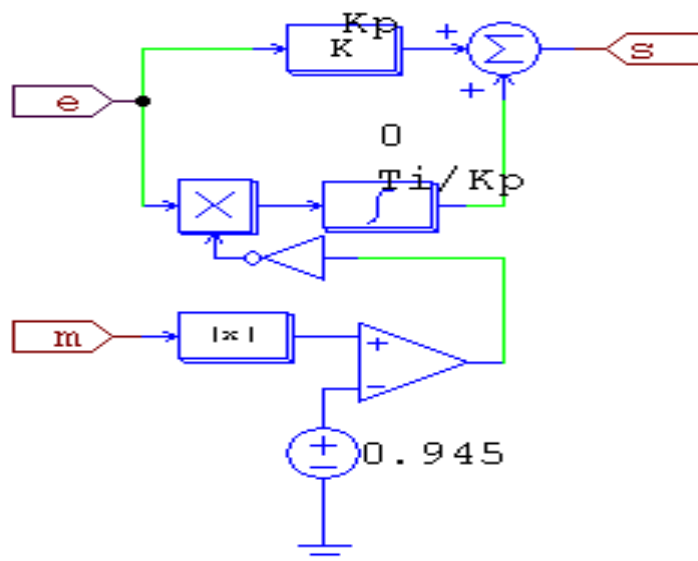 Kp
K
+
Σ
s
+
e
0
Ti/Kp
×
∫
m
|x|
+
−
+
−
0.945